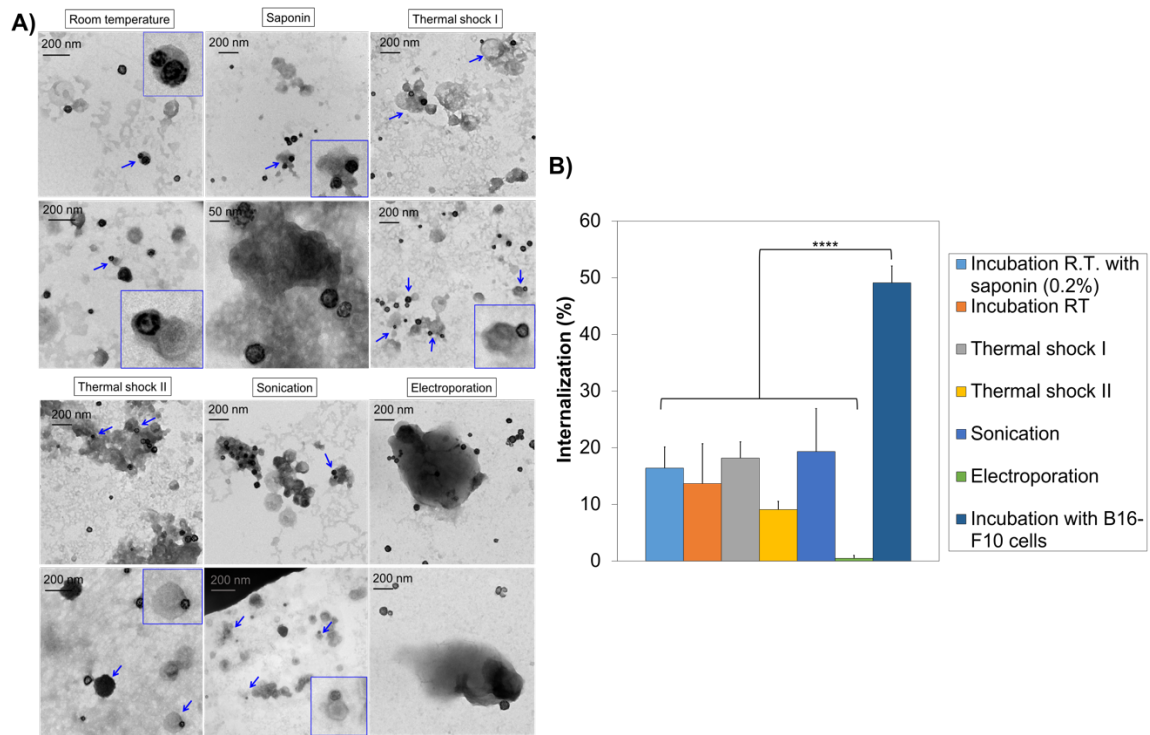 A)
Room temperature
Saponin
Thermal shock I
200 nm
200 nm
200 nm
200 nm
50 nm
200 nm
Thermal shock II
Sonication
Electroporation
200 nm
200 nm
200 nm
200 nm
200 nm
200 nm
B)
Internalization (%)
60
50
40
30
20
10
0
****
Incubation R.T. with
saponin (0.2%)
Incubation RT
Thermal shock I
Thermal shock II
Sonication
Electroporation
Incubation with B16-
F10 cells